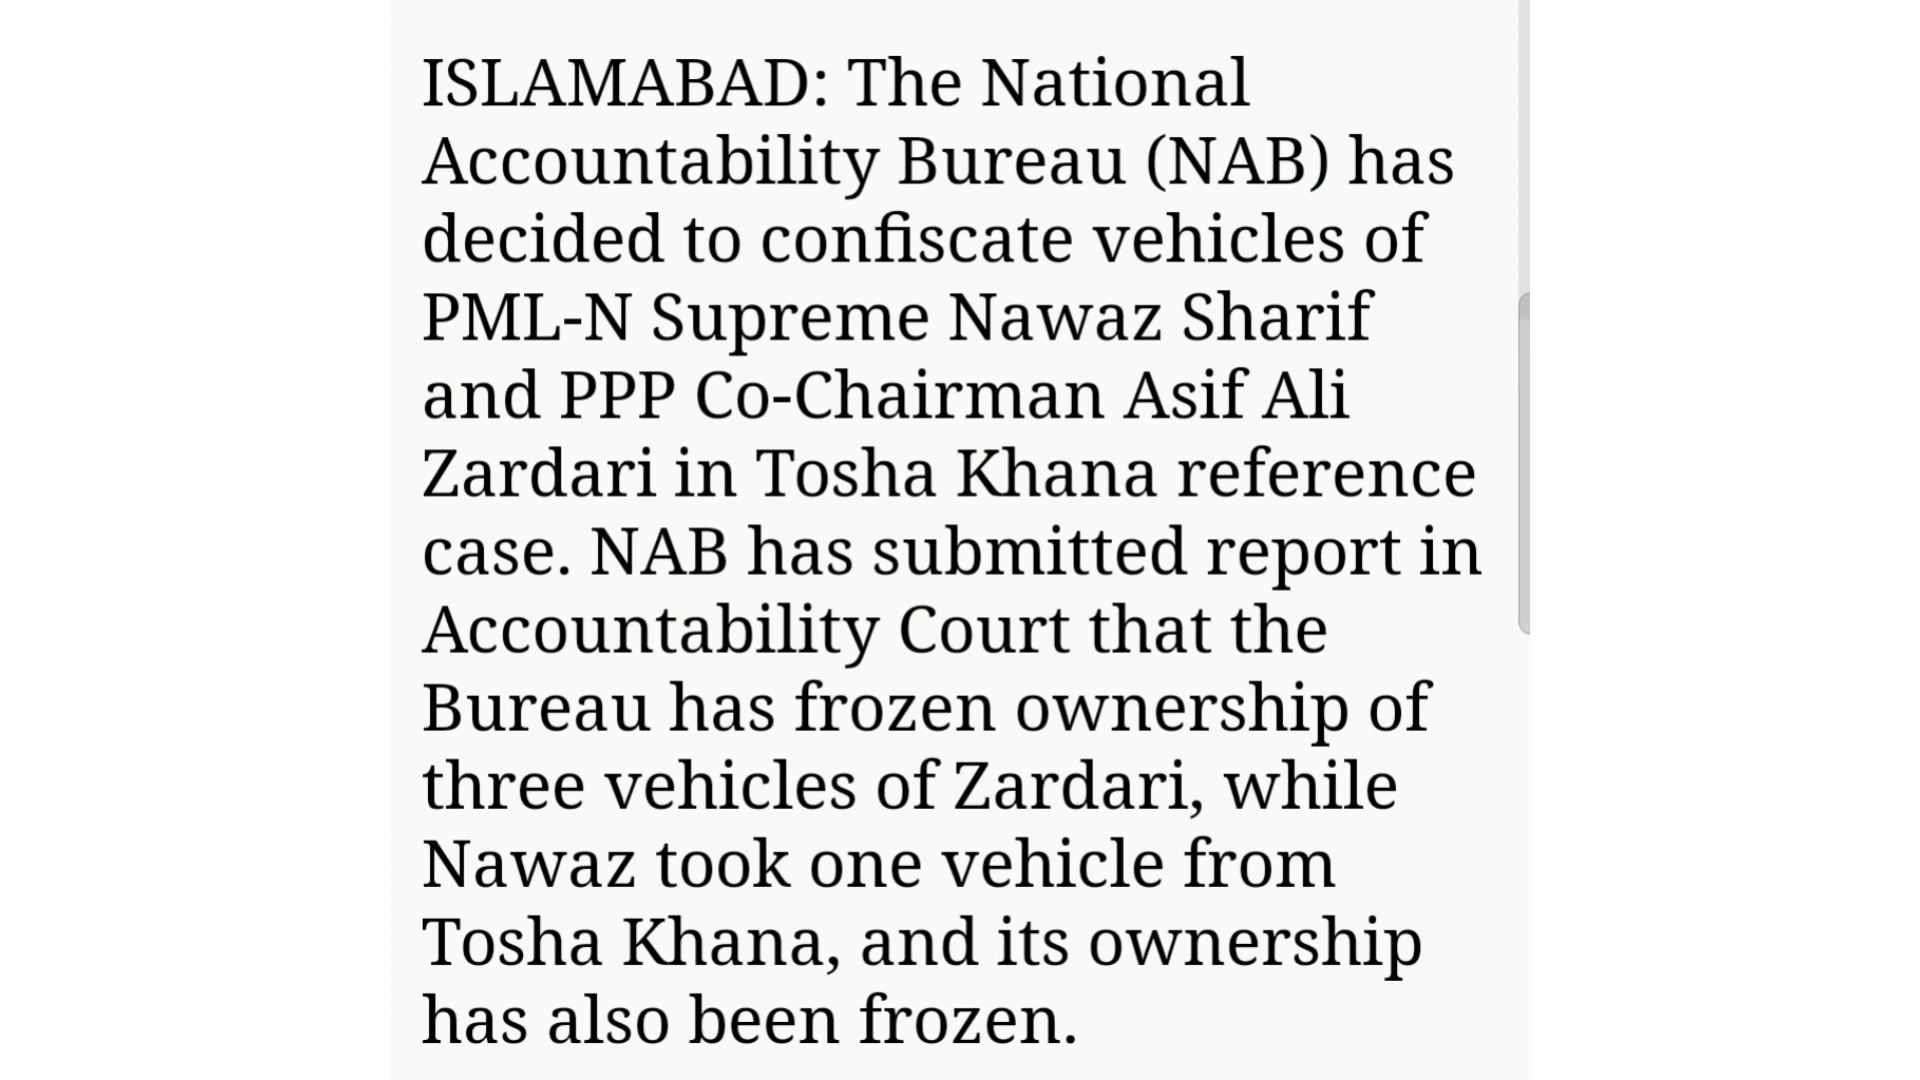 ISLAMABAD: The National
Accountability Bureau (NAB) has
decided to confiscate vehicles of
PML-N Supreme Nawaz Sharif
and PPP Co-Chairman Asif Ali
Zardari in Tosha Khana reference
case. NAB has submitted report in
Accountability Court that the
Bureau has frozen ownership of
three vehicles of Zardari, while
Nawaz took one vehicle from
Tosha Khana, and its ownership
has also been frozen.